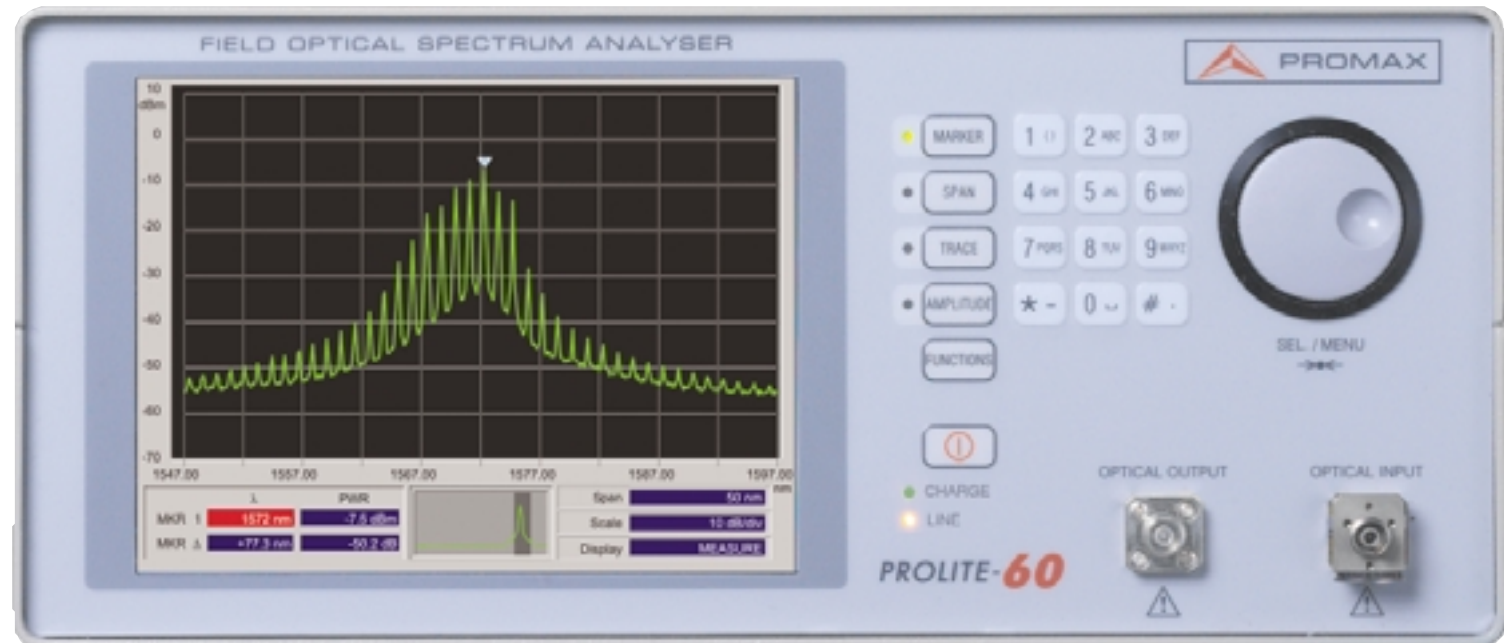 FIELD OPTICAL SPECTRUM ANALYSER
PROMAX
10
dBm
0
-10
-20
-30
-40
-50
-60
-70
1547.00 1557.00 1567.00 1577.00 1587.00 1597.00
nm
λ PWR
MKR 1 1572 nm -7.5 dBm
MKR Δ +77.3 nm -50.2 dB
Span 50 nm
Scale 10 dB/div
Display MEASURE
MARKER
SPAN
TRACE
AMPLITUDE
FUNCTIONS
1 () 2 ABC 3 DEF
4 GHI 5 JKL 6 MNO
7 PQRS 8 TUV 9 WXYZ
* - 0 ⌴ # .
SEL. / MENU
CHARGE
LINE
PROLITE-60
OPTICAL OUTPUT
OPTICAL INPUT